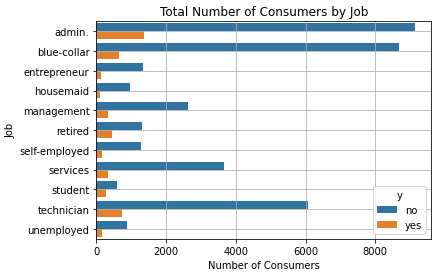 Total Number of Consumers by Job
Job
admin.
blue-collar
entrepreneur
housemaid
management
retired
self-employed
services
student
technician
unemployed
y
no
yes
0 2000 4000 6000 8000
Number of Consumers